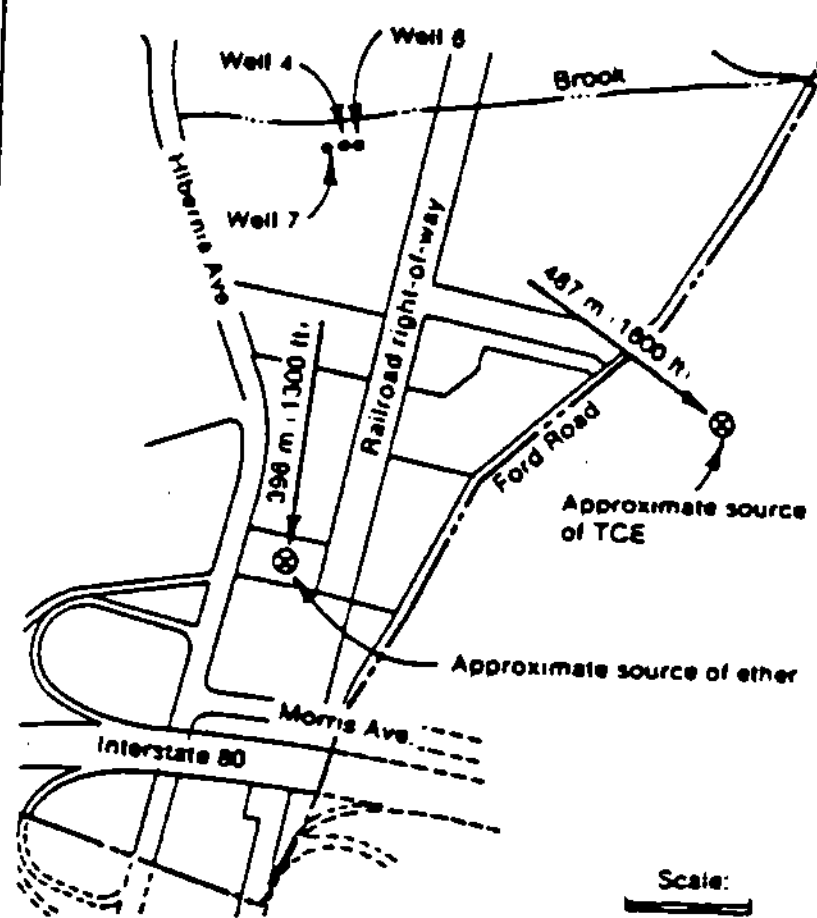 Well 6
Well 4
Brook
Well 7
Hibernia Ave
Railroad right-of-way
487 m . 1600 ft.
398 m . 1300 ft.
Ford Road
Approximate source
of TCE
Approximate source of ether
Morris Ave.
Interstate 80
Scale: